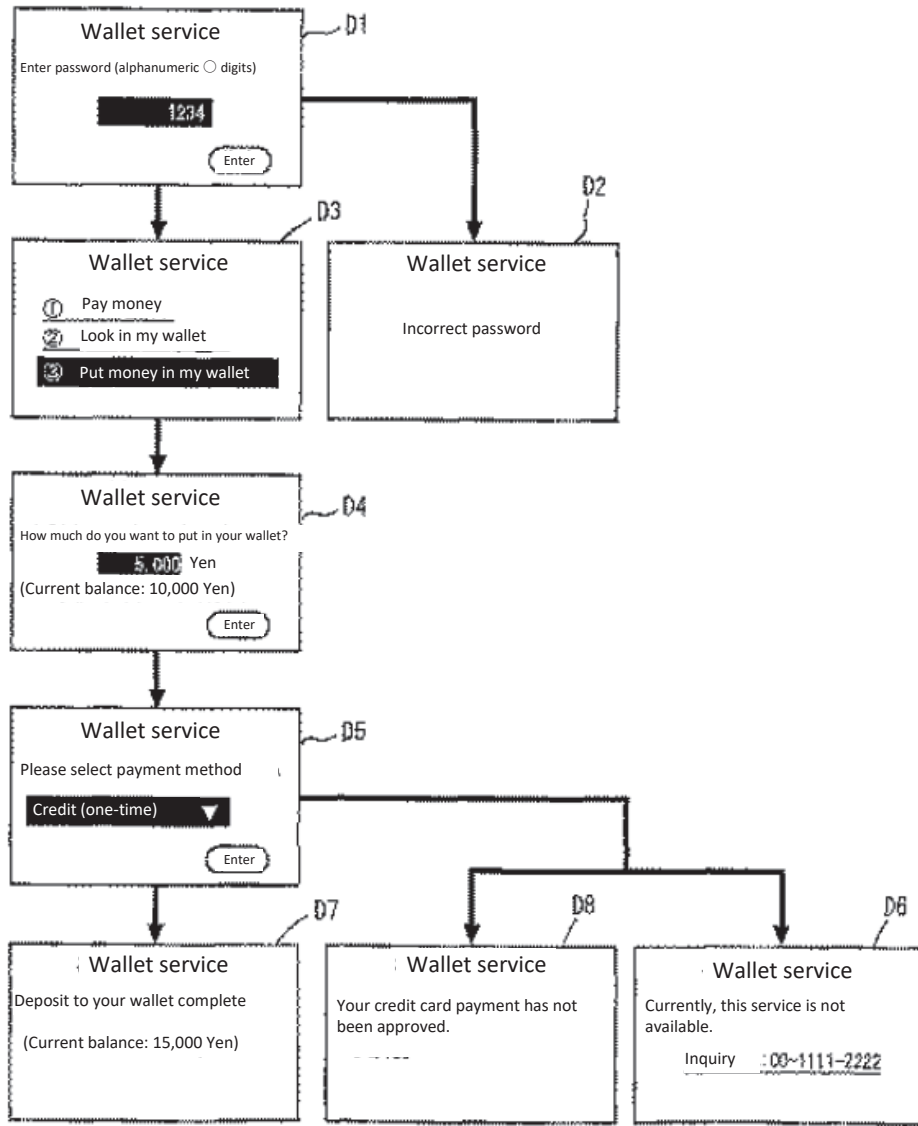 D1
Wallet service
Enter password (alphanumeric ○ digits)
1234
Enter
D2
Wallet service
Incorrect password
D3
Wallet service
① Pay money
② Look in my wallet
③ Put money in my wallet
D4
Wallet service
How much do you want to put in your wallet?
5,000 Yen
(Current balance: 10,000 Yen)
Enter
D5
Wallet service
Please select payment method
Credit (one-time) ▼
Enter
D7
Wallet service
Deposit to your wallet complete
(Current balance: 15,000 Yen)
D8
Wallet service
Your credit card payment has not
been approved.
D6
Wallet service
Currently, this service is not
available.
Inquiry :00~1111-2222